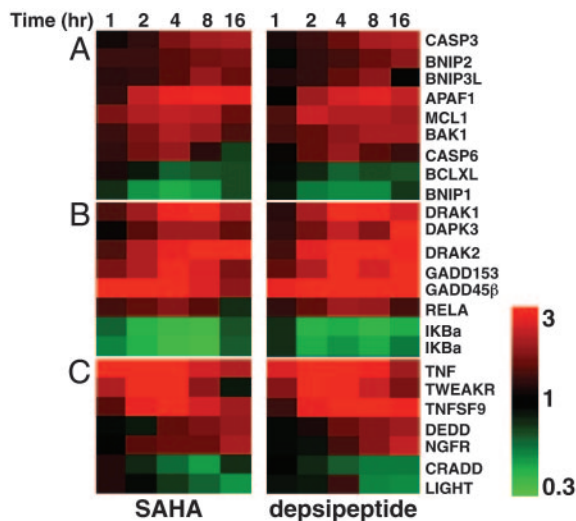 Time (hr) 1 2 4 8 16 1 2 4 8 16
A
CASP3
BNIP2
BNIP3L
APAF1
MCL1
BAK1
CASP6
BCLXL
BNIP1
B
DRAK1
DAPK3
DRAK2
GADD153
GADD45β
RELA
IKBa
IKBa
C
TNF
TWEAKR
TNFSF9
DEDD
NGFR
CRADD
LIGHT
3
1
0.3
SAHA depsipeptide